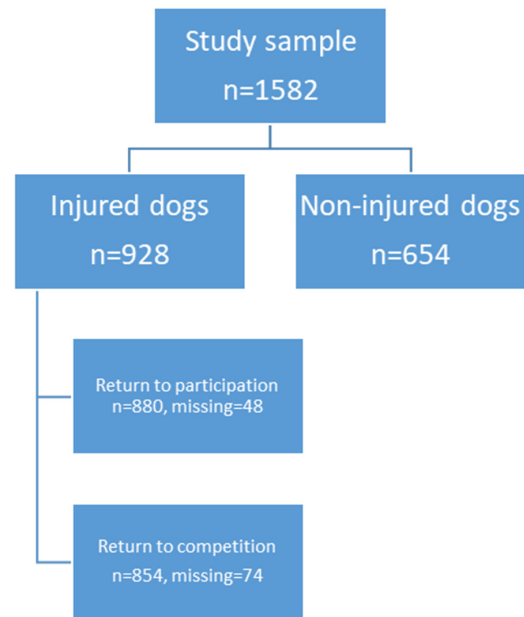 Study sample
n=1582
Injured dogs
n=928
Non-injured dogs
n=654
Return to participation
n=880, missing=48
Return to competition
n=854, missing=74